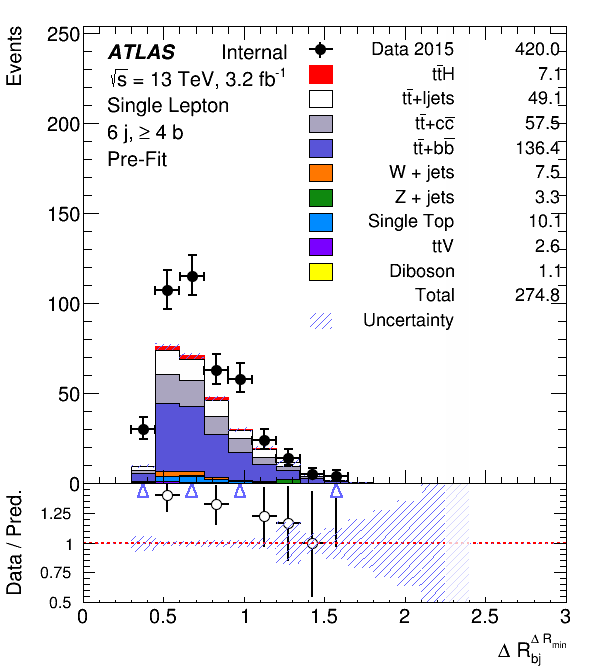 Events
250
200
150
100
50
0
ATLAS Internal
√s = 13 TeV, 3.2 fb⁻¹
Single Lepton
6 j, ≥ 4 b
Pre-Fit
Data 2015 420.0
tt̄H 7.1
tt̄+ljets 49.1
tt̄+cc̄ 57.5
tt̄+bb̄ 136.4
W + jets 7.5
Z + jets 3.3
Single Top 10.1
ttV 2.6
Diboson 1.1
Total 274.8
Uncertainty
Data / Pred.
1.25
1
0.75
0.5
0 0.5 1 1.5 2 2.5 3
Δ R_bj^Δ R_min